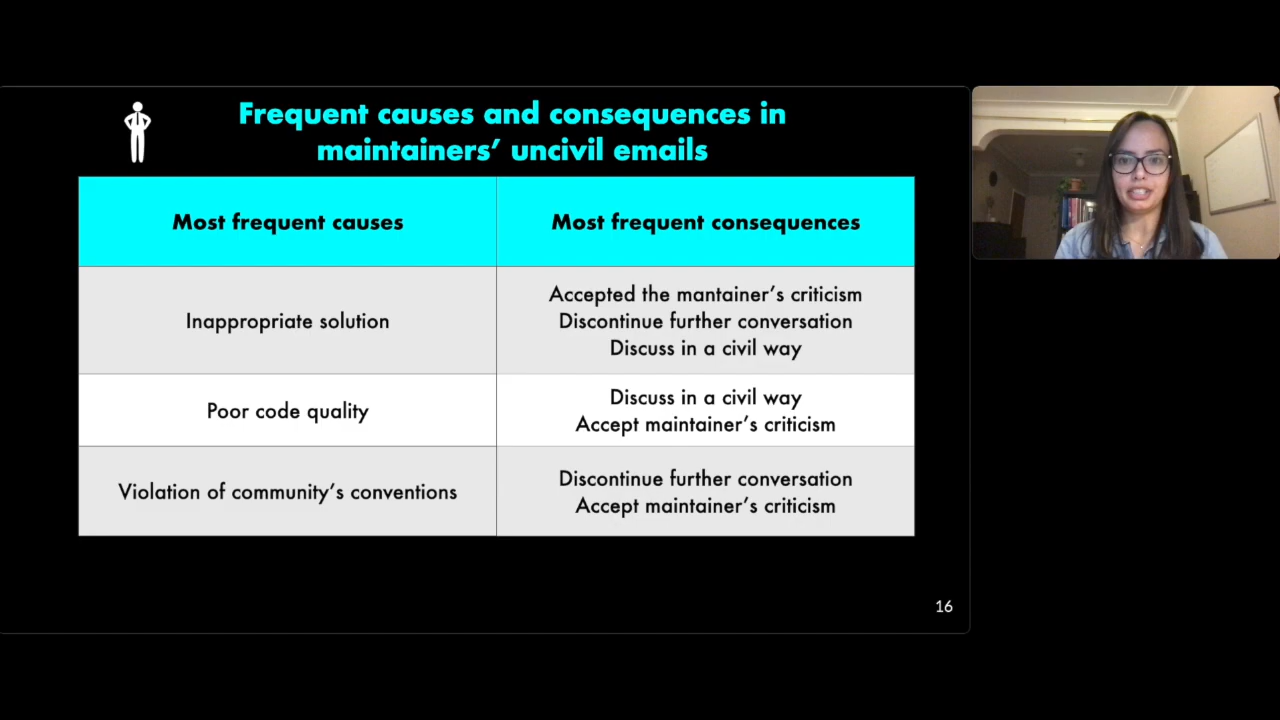 Frequent causes and consequences in
maintainers’ uncivil emails
Most frequent causes
Most frequent consequences
Inappropriate solution
Accepted the mantainer’s criticism
Discontinue further conversation
Discuss in a civil way
Poor code quality
Discuss in a civil way
Accept maintainer’s criticism
Violation of community’s conventions
Discontinue further conversation
Accept maintainer’s criticism
16